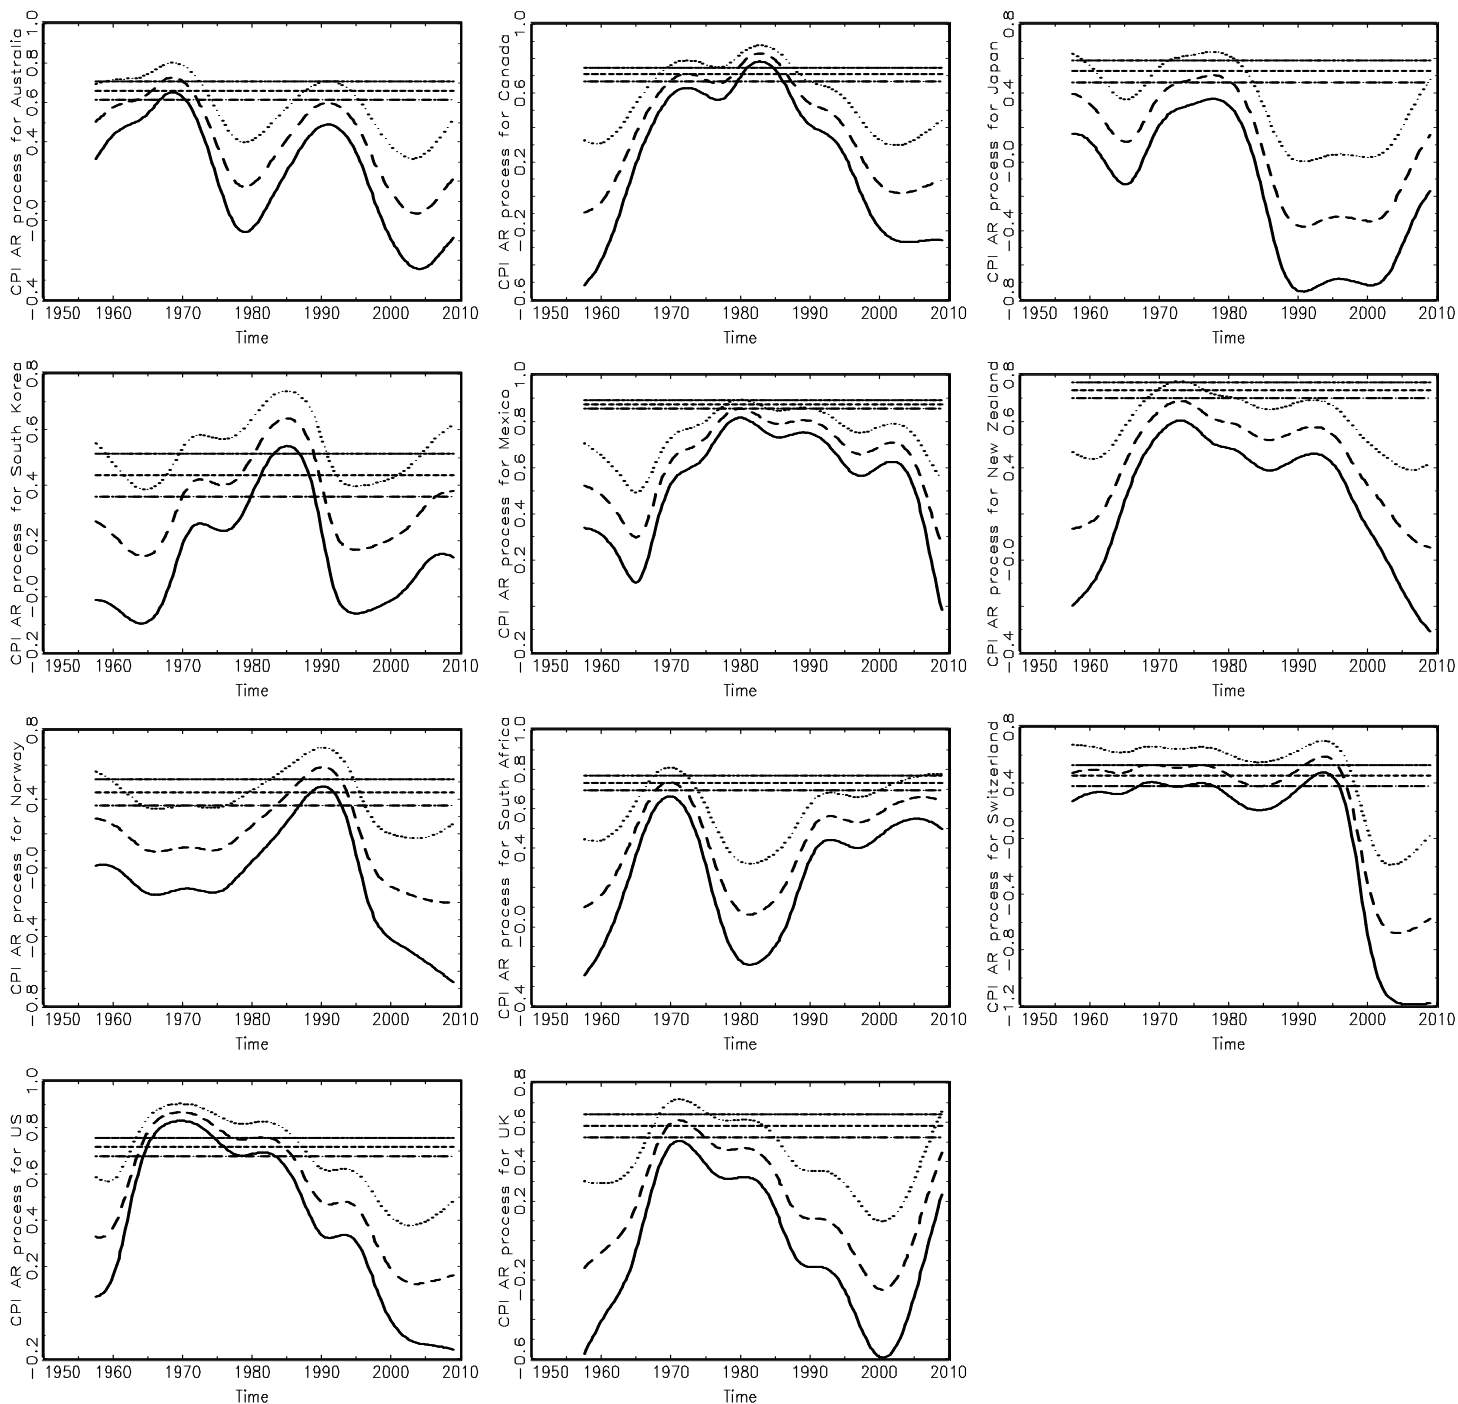 CPI AR process for Australia
−0.4 −0.0 0.4 0.6 0.8 1.0
1950 1960 1970 1980 1990 2000 2010
Time
CPI AR process for Canada
−0.6 −0.2 0.2 0.6 1.0
1950 1960 1970 1980 1990 2000 2010
Time
CPI AR process for Japan
−0.8 −0.4 −0.0 0.4 0.8
1950 1960 1970 1980 1990 2000 2010
Time
CPI AR process for South Korea
−0.2 −0.0 0.2 0.4 0.6 0.8
1950 1960 1970 1980 1990 2000 2010
Time
CPI AR process for Mexico
−0.2 0.2 0.4 0.6 0.8 1.0
1950 1960 1970 1980 1990 2000 2010
Time
CPI AR process for New Zealand
−0.4 −0.0 0.4 0.6 0.8
1950 1960 1970 1980 1990 2000 2010
Time
CPI AR process for Norway
−0.8 −0.4 −0.0 0.4 0.8
1950 1960 1970 1980 1990 2000 2010
Time
CPI AR process for South Africa
−0.4 −0.0 0.4 0.6 0.8 1.0
1950 1960 1970 1980 1990 2000 2010
Time
CPI AR process for Switzerland
−1.2 −0.8 −0.4 −0.0 0.4 0.8
1950 1960 1970 1980 1990 2000 2010
Time
CPI AR process for US
−0.2 0.2 0.4 0.6 0.8 1.0
1950 1960 1970 1980 1990 2000 2010
Time
CPI AR process for UK
−0.6 −0.2 0.2 0.4 0.6 0.8
1950 1960 1970 1980 1990 2000 2010
Time